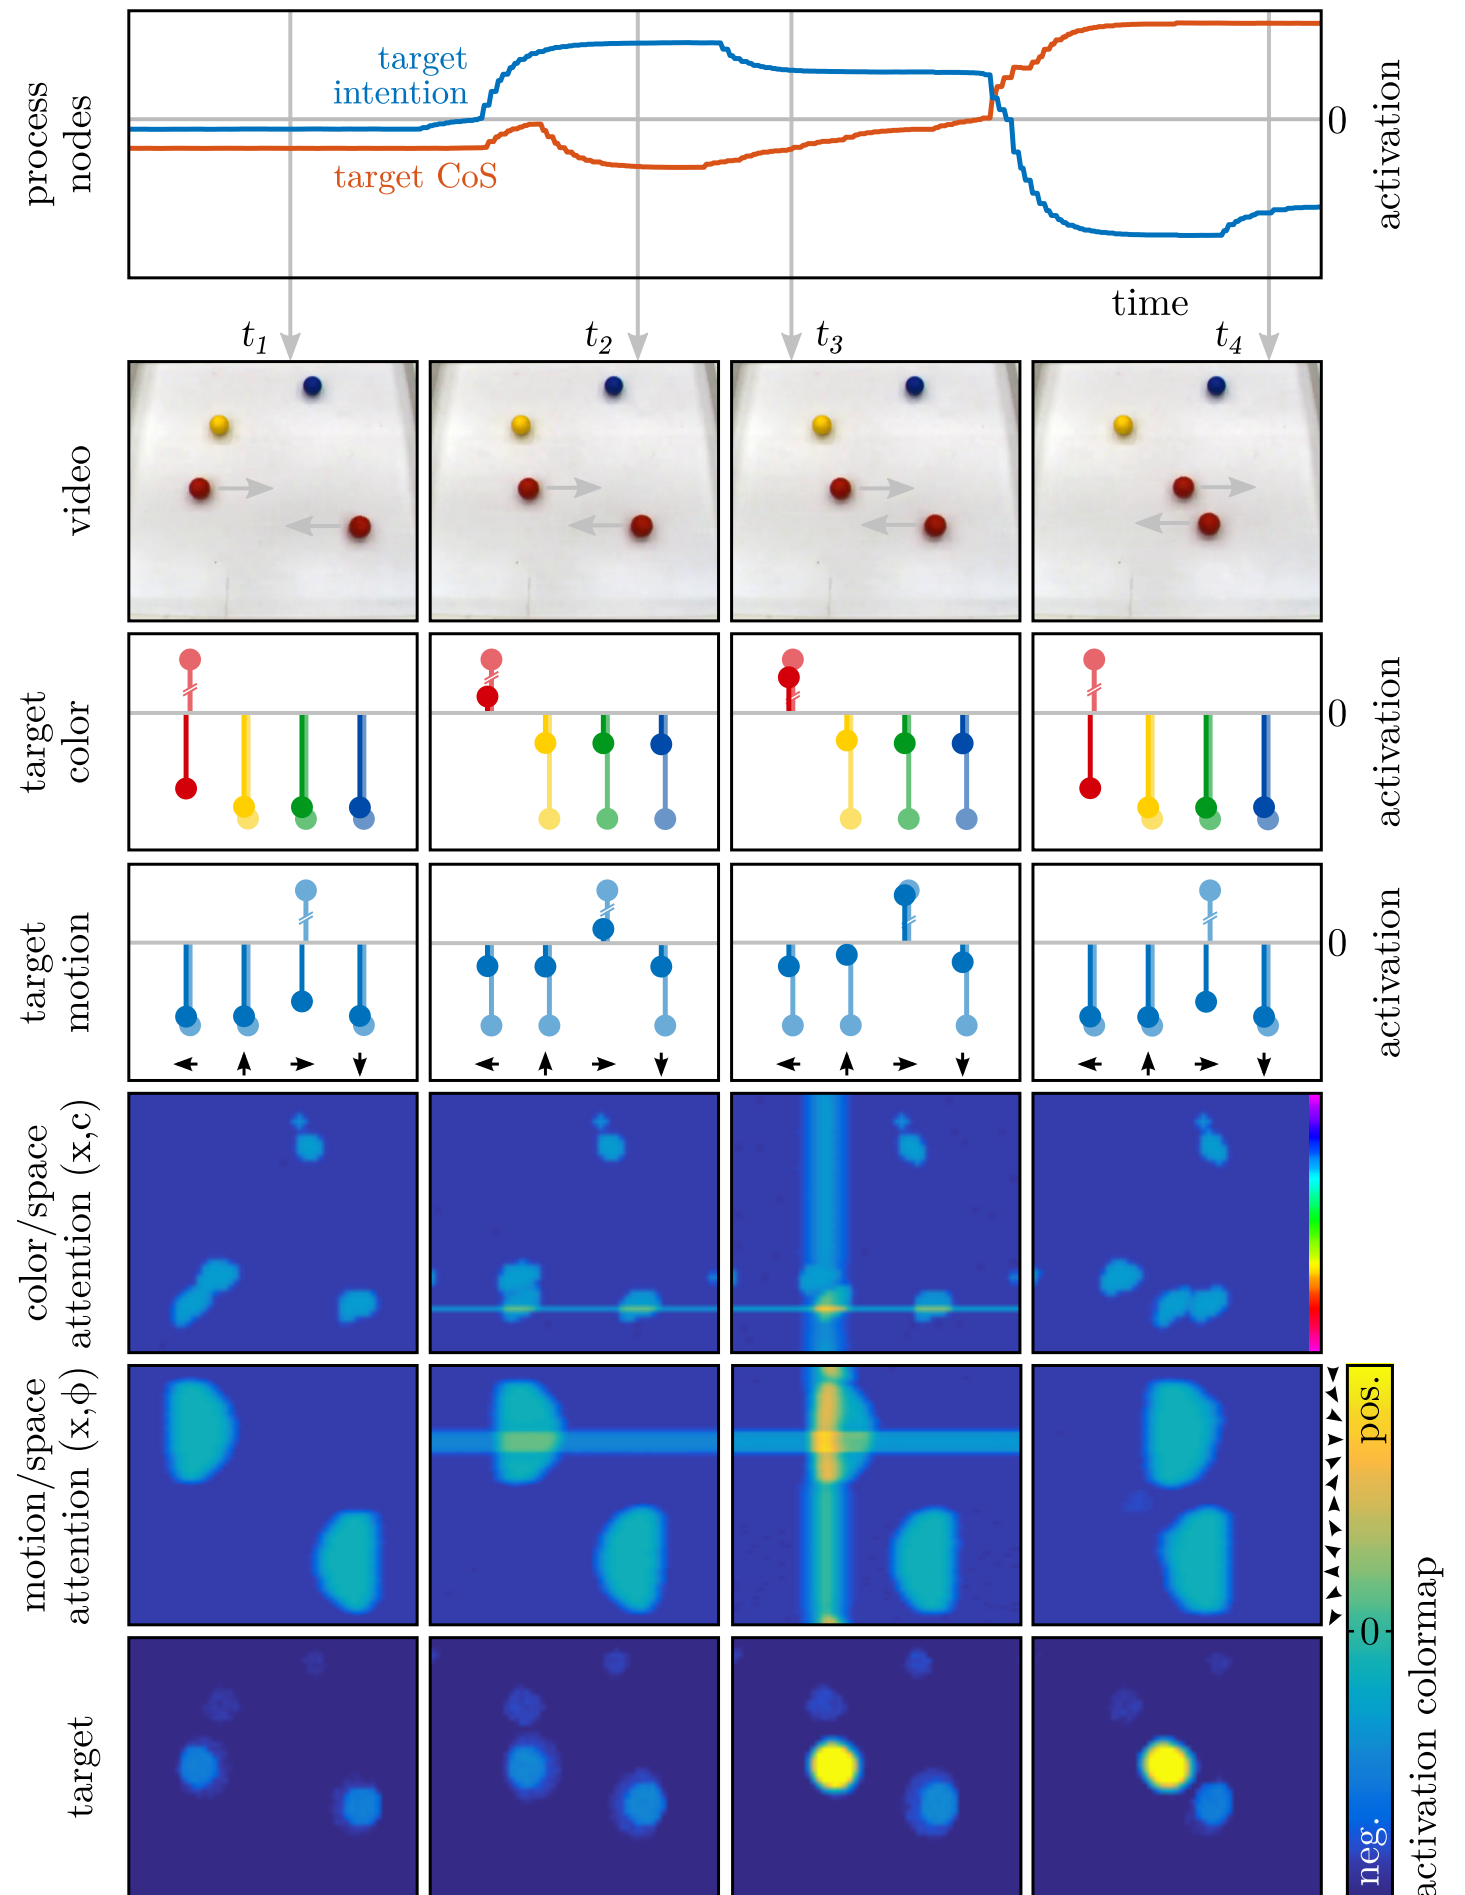 process
nodes
target
intention
target CoS
0
activation
time
t1
t2
t3
t4
video
target
color
0
activation
target
motion
0
activation
color/space
attention (x,c)
motion/space
attention (x,ϕ)
target
pos.
0
neg.
activation colormap